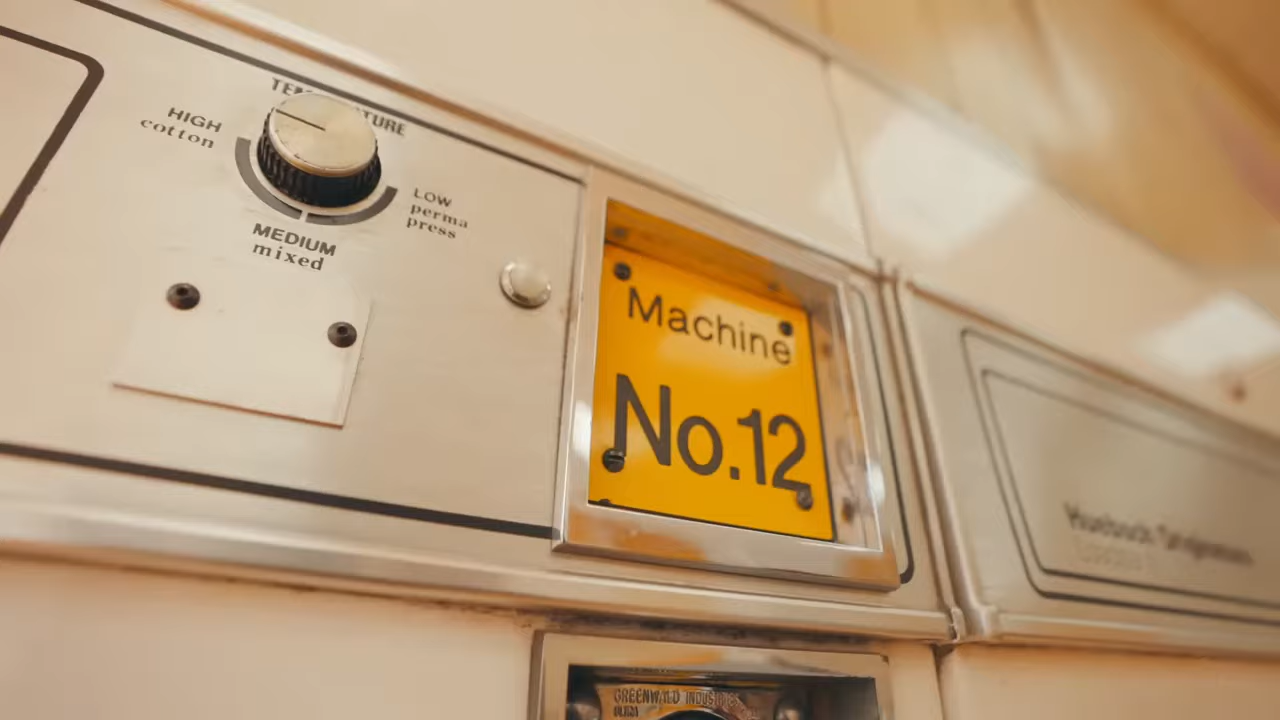 HIGH
cotton
MEDIUM
mixed
LOW
perma
press
Machine
No.12
GREENWALD INDUSTRIES